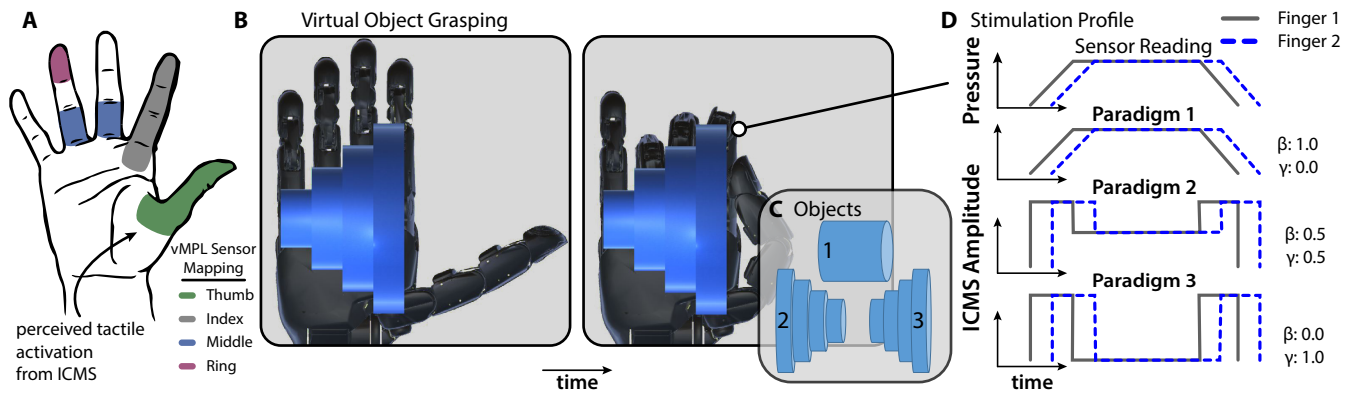 A
vMPL Sensor
Mapping
Thumb
Index
Middle
Ring
perceived tactile
activation
from ICMS
B Virtual Object Grasping
time
C Objects
1
2
3
D Stimulation Profile
Finger 1
Finger 2
Sensor Reading
Pressure
Paradigm 1
β: 1.0
γ: 0.0
ICMS Amplitude
Paradigm 2
β: 0.5
γ: 0.5
Paradigm 3
β: 0.0
γ: 1.0
time